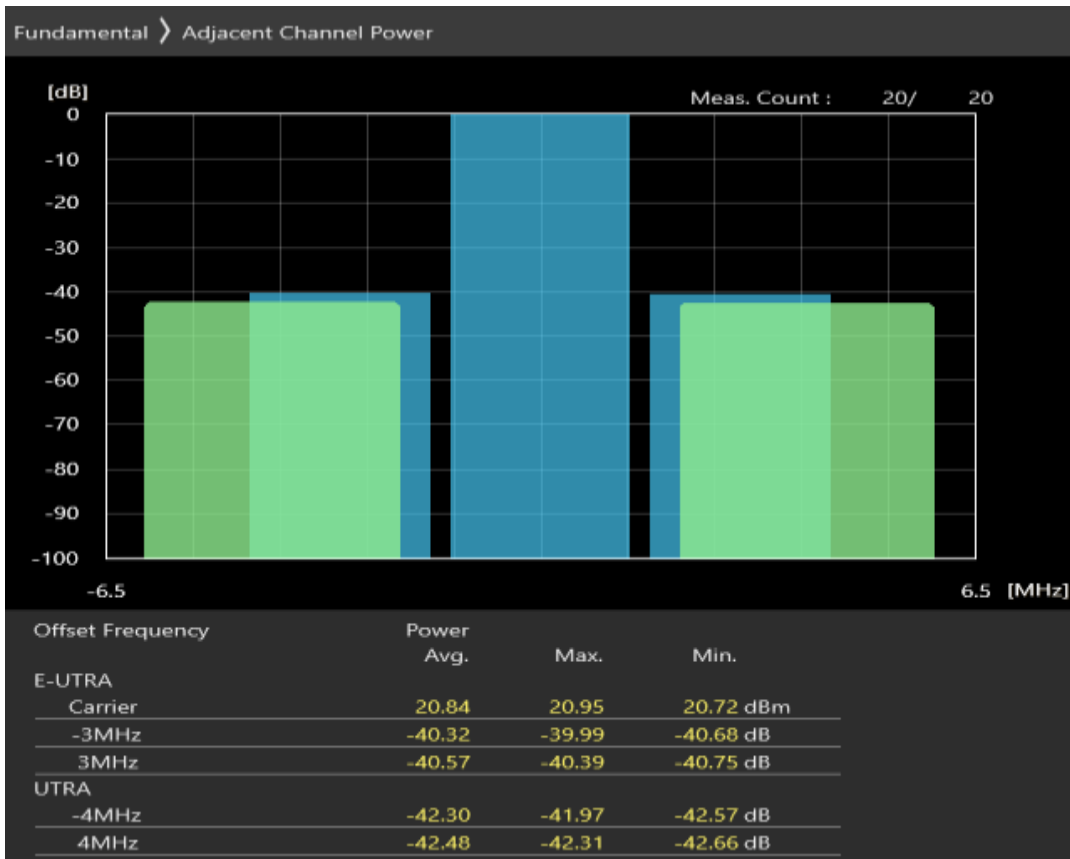 Fundamental 〉 Adjacent Channel Power
[dB]
Meas. Count : 20/ 20
0
-10
-20
-30
-40
-50
-60
-70
-80
-90
-100
-6.5 6.5 [MHz]
Offset Frequency Power
Avg. Max. Min.
E-UTRA
Carrier 20.84 20.95 20.72 dBm
-3MHz -40.32 -39.99 -40.68 dB
3MHz -40.57 -40.39 -40.75 dB
UTRA
-4MHz -42.30 -41.97 -42.57 dB
4MHz -42.48 -42.31 -42.66 dB